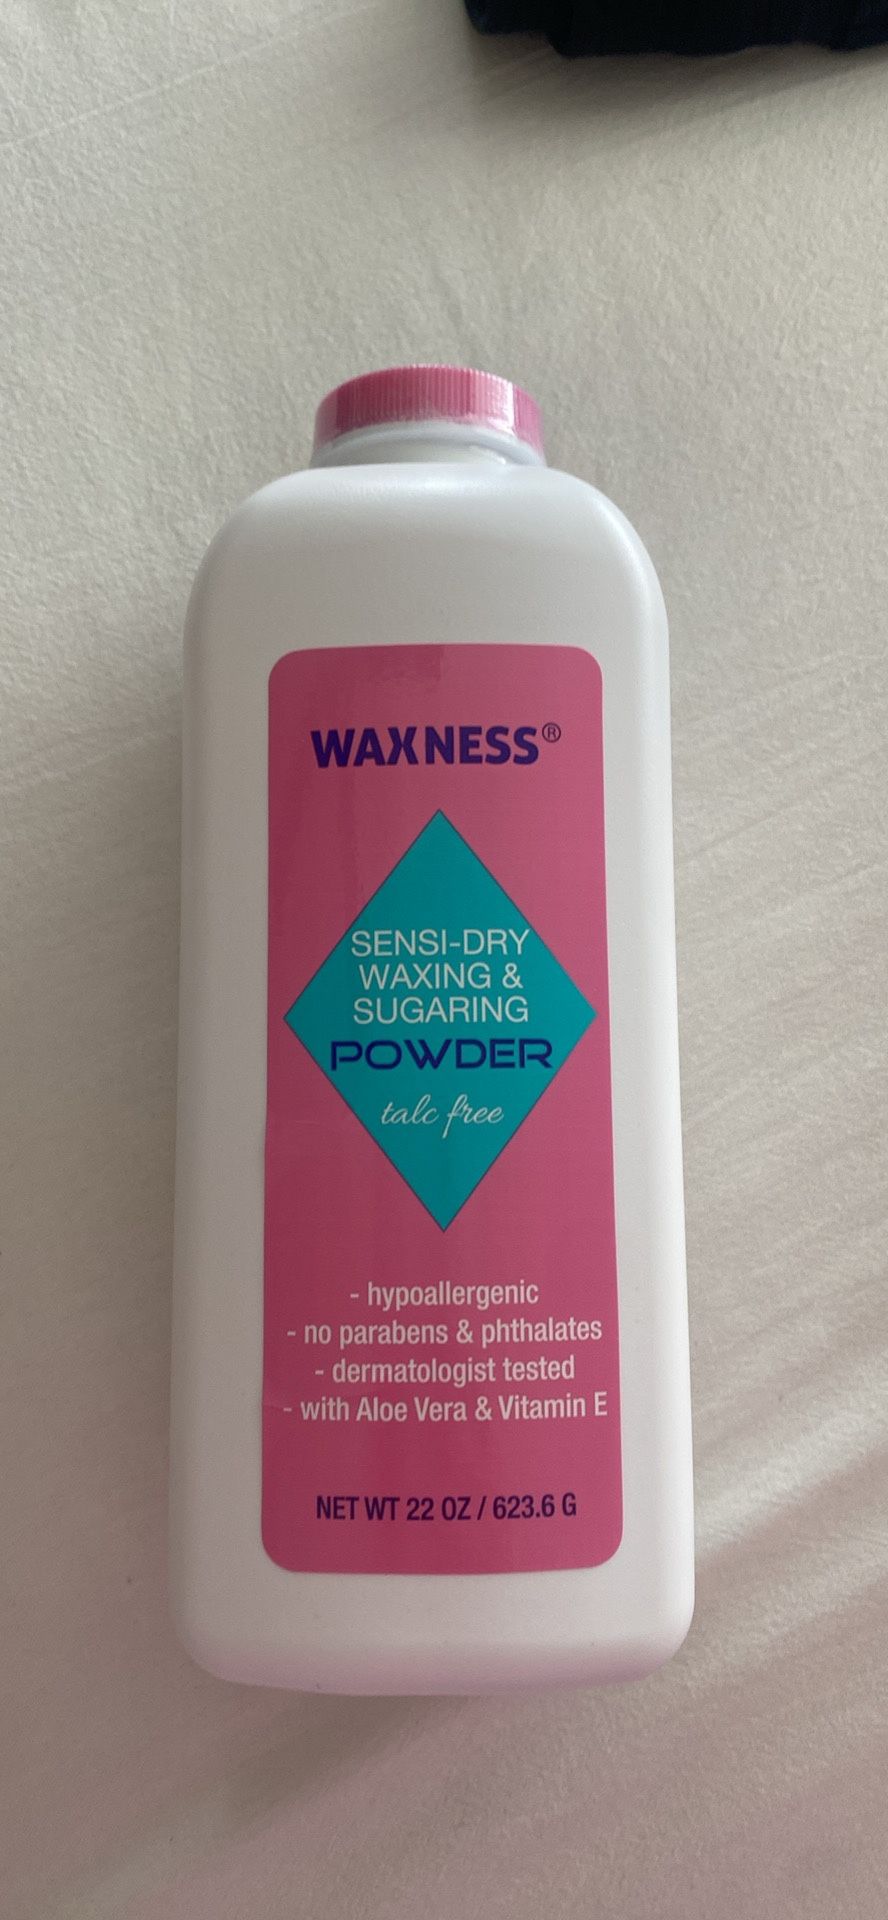 WAXNESS®
SENSI-DRY
WAXING &
SUGARING
POWDER
talc free
- hypoallergenic
- no parabens & phthalates
- dermatologist tested
- with Aloe Vera & Vitamin E
NET WT 22 OZ / 623.6 G